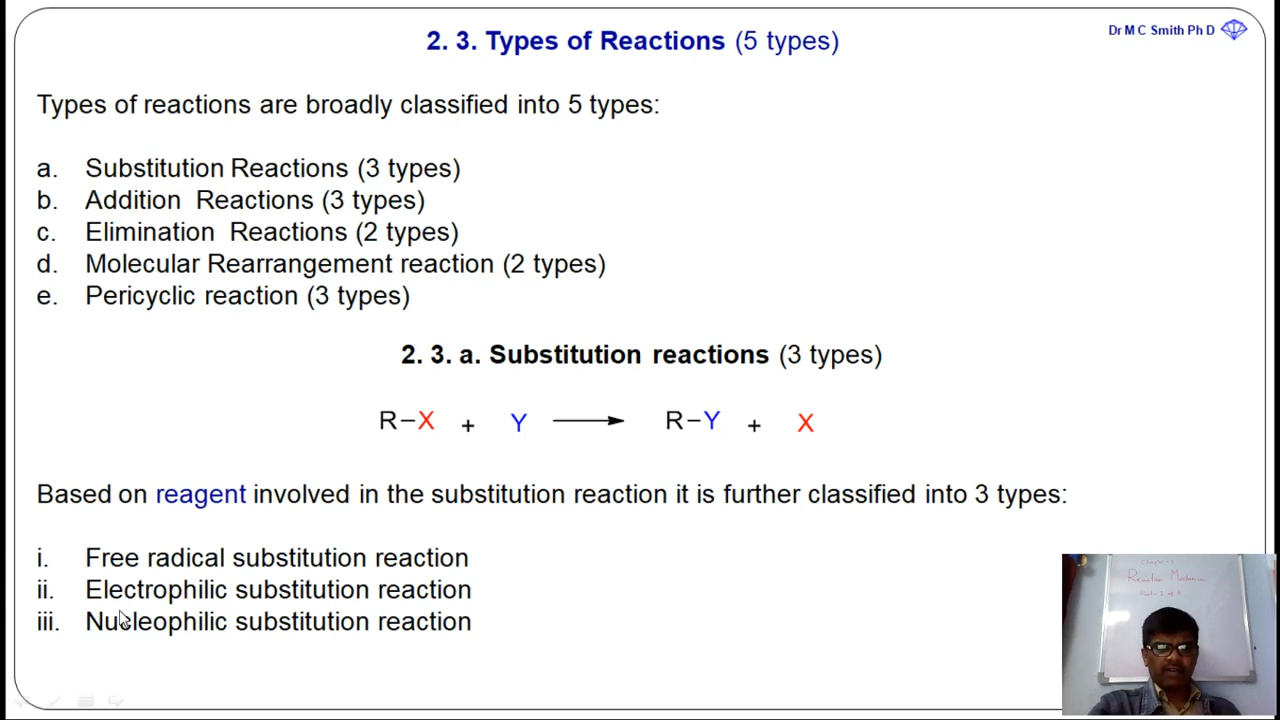 2. 3. Types of Reactions (5 types)
Dr M C Smith Ph D
Types of reactions are broadly classified into 5 types:
a. Substitution Reactions (3 types)
b. Addition Reactions (3 types)
c. Elimination Reactions (2 types)
d. Molecular Rearrangement reaction (2 types)
e. Pericyclic reaction (3 types)
2. 3. a. Substitution reactions (3 types)
R–X + Y ⟶ R–Y + X
Based on reagent involved in the substitution reaction it is further classified into 3 types:
i. Free radical substitution reaction
ii. Electrophilic substitution reaction
iii. Nucleophilic substitution reaction
Reaction